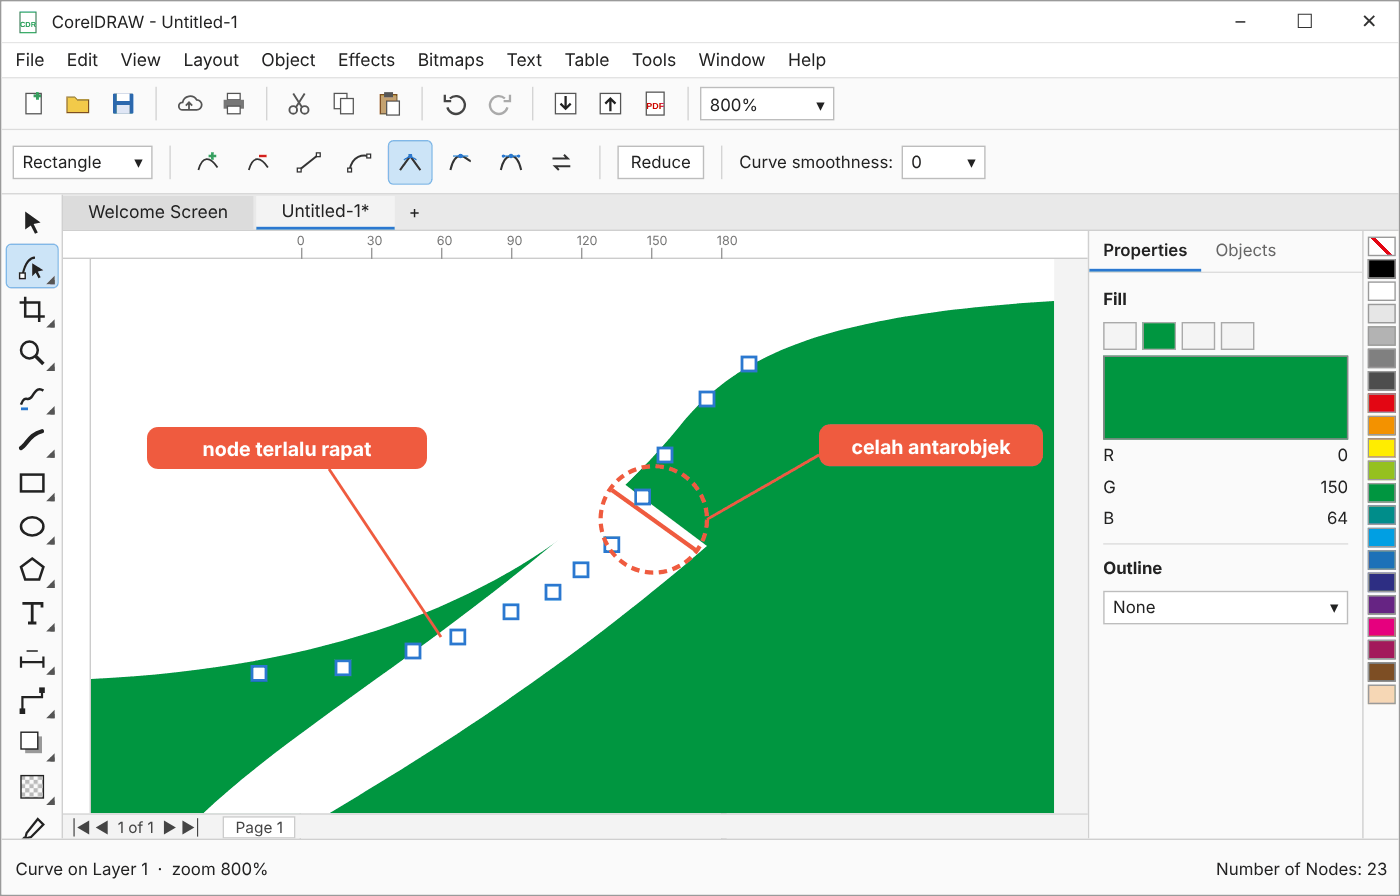 CDR CorelDRAW - Untitled-1
File Edit View Layout Object Effects Bitmaps Text Table Tools Window Help
PDF 800%
Rectangle Reduce Curve smoothness: 0
Welcome Screen Untitled-1* +
0 30 60 90 120 150 180
Properties Objects
Fill
node terlalu rapat
celah antarobjek
R 0
G 150
B 64
Outline
None
1 of 1 Page 1
Curve on Layer 1 · zoom 800% Number of Nodes: 23